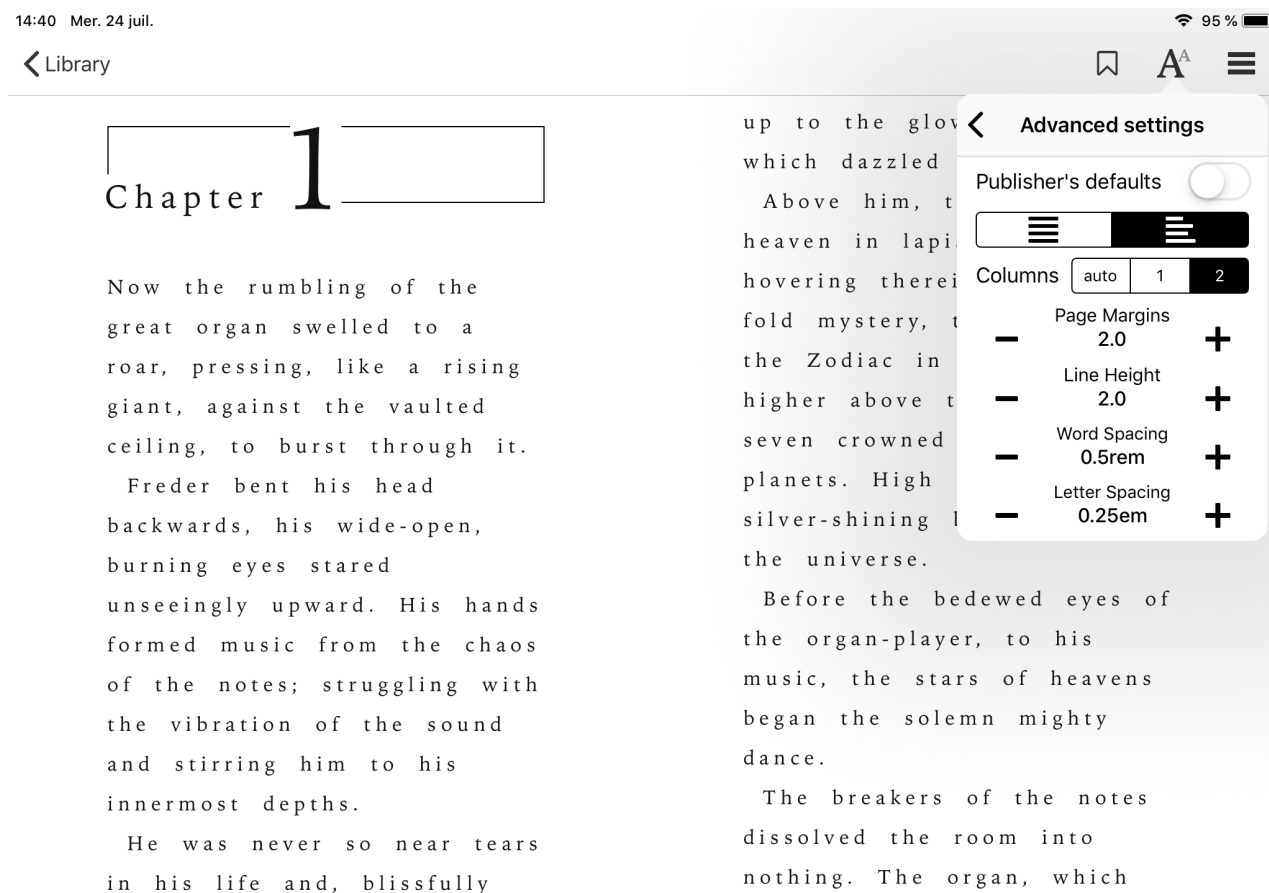 14:40 Mer. 24 juil.
95 %
Library
AA
Chapter 1
Now the rumbling of the
great organ swelled to a
roar, pressing, like a rising
giant, against the vaulted
ceiling, to burst through it.
Freder bent his head
backwards, his wide-open,
burning eyes stared
unseeingly upward. His hands
formed music from the chaos
of the notes; struggling with
the vibration of the sound
and stirring him to his
innermost depths.
He was never so near tears
in his life and, blissfully
up to the
which dazzled
Above him,
heaven in
hovering
fold mystery,
the Zodiac in
higher above
seven crowned
planets. High
silver-shining
the universe.
Before the bedewed eyes of
the organ-player, to his
music, the stars of heavens
began the solemn mighty
dance.
The breakers of the notes
dissolved the room into
nothing. The organ, which
Advanced settings
Publisher's defaults
Columns auto 1 2
Page Margins
2.0
Line Height
2.0
Word Spacing
0.5rem
Letter Spacing
0.25em